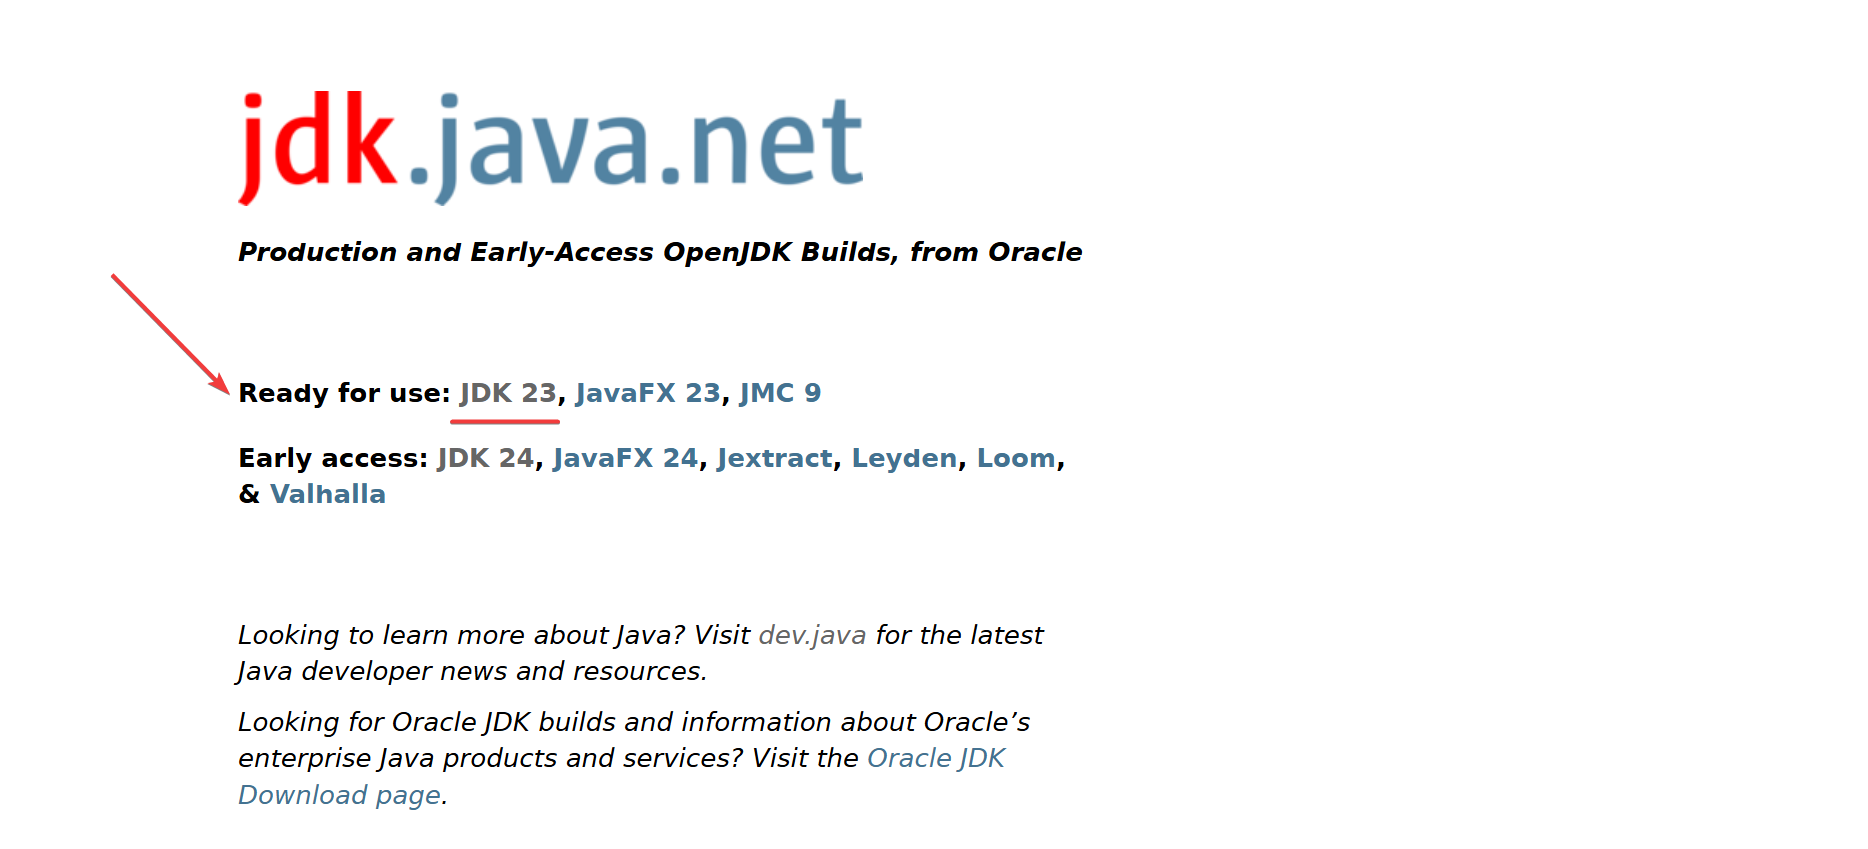 jdk.java.net
Production and Early-Access OpenJDK Builds, from Oracle
Ready for use: JDK 23, JavaFX 23, JMC 9
Early access: JDK 24, JavaFX 24, Jextract, Leyden, Loom,
& Valhalla
Looking to learn more about Java? Visit dev.java for the latest
Java developer news and resources.
Looking for Oracle JDK builds and information about Oracle’s
enterprise Java products and services? Visit the Oracle JDK
Download page.